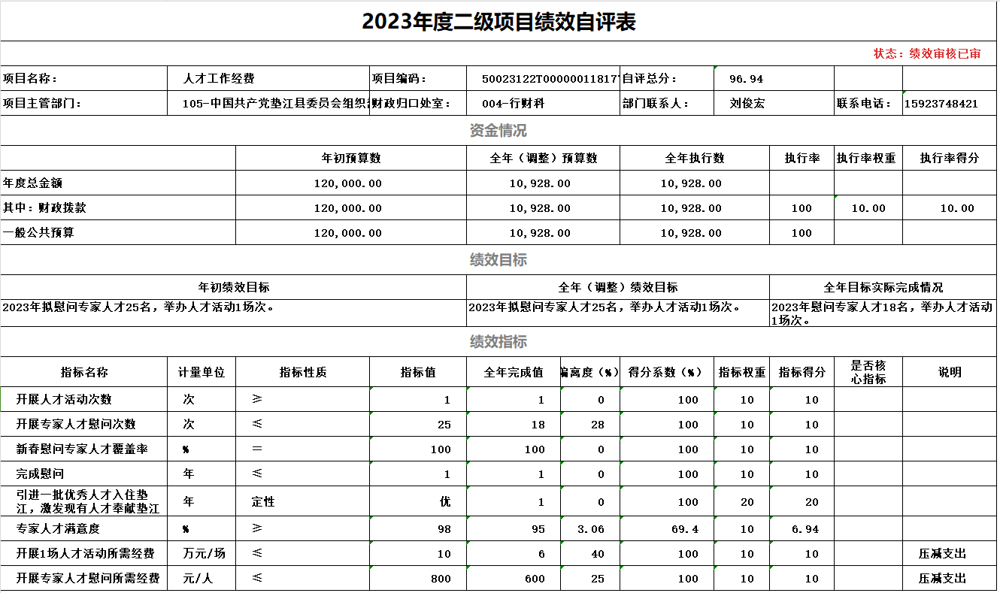 2023年度二级项目绩效自评表
状态：绩效审核已审
项目名称： 人才工作经费 项目编码： 50023122T00000011817 自评总分： 96.94
项目主管部门： 105-中国共产党垫江县委员会组织 财政归口处室： 004-行财科 部门联系人： 刘俊宏 联系电话： 15923748421
资金情况
年初预算数 全年（调整）预算数 全年执行数 执行率 执行率权重 执行率得分
年度总金额 120,000.00 10,928.00 10,928.00
其中：财政拨款 120,000.00 10,928.00 10,928.00 100 10.00 10.00
一般公共预算 120,000.00 10,928.00 10,928.00 100
绩效目标
年初绩效目标 全年（调整）绩效目标 全年目标实际完成情况
2023年拟慰问专家人才25名，举办人才活动1场次。 2023年拟慰问专家人才25名，举办人才活动1场次。 2023年慰问专家人才18名，举办人才活动
1场次。
绩效指标
指标名称 计量单位 指标性质 指标值 全年完成值 偏离度（%） 得分系数（%） 指标权重 指标得分 是否核
心指标 说明
开展人才活动次数 次 ≥ 1 1 0 100 10 10
开展专家人才慰问次数 次 ≤ 25 18 28 100 10 10
新春慰问专家人才覆盖率 % ＝ 100 100 0 100 10 10
完成慰问 年 ≤ 1 1 0 100 10 10
引进一批优秀人才入住垫
江，激发现有人才奉献垫江 年 定性 优 1 0 100 20 20
专家人才满意度 % ≥ 98 95 3.06 69.4 10 6.94
开展1场人才活动所需经费 万元/场 ≤ 10 6 40 100 10 10 压减支出
开展专家人才慰问所需经费 元/人 ≤ 800 600 25 100 10 10 压减支出